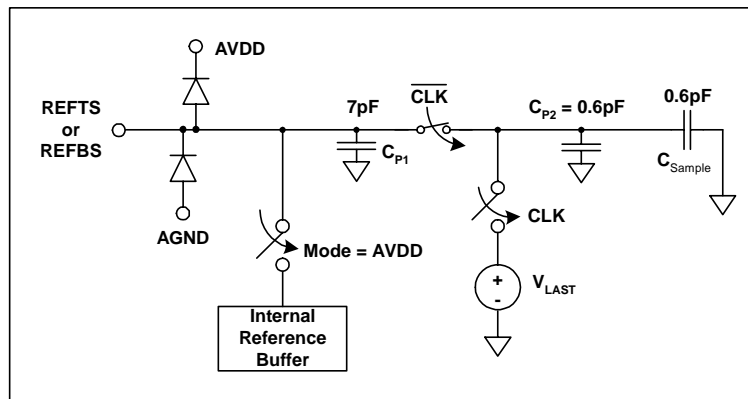 AVDD
REFTS
or
REFBS
AGND
7pF
C_P1
CLK
C_P2 = 0.6pF
0.6pF
C_Sample
CLK
Mode = AVDD
+
-
V_LAST
Internal
Reference
Buffer